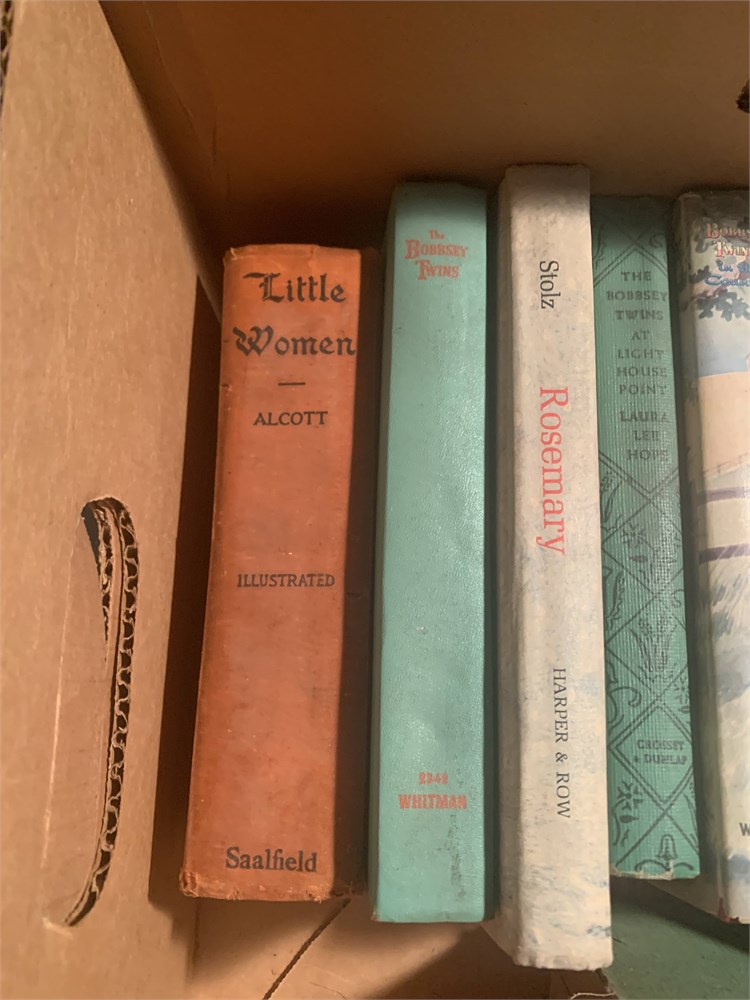 Little
Women
ALCOTT
ILLUSTRATED
Saalfield
The
BOBBSEY
TWINS
WHITMAN
Stolz
Rosemary
HARPER & ROW
THE
BOBBSEY
TWINS
AT
LIGHT
HOUSE
POINT
LAURA
LEE
HOPE
GROSSET
& DUNLAP